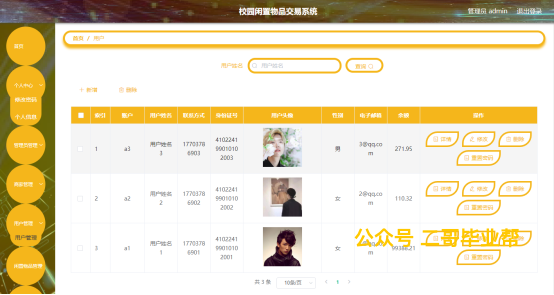 校园闲置物品交易系统
管理员 admin 退出登录
首页
个人中心
修改密码
个人信息
管理员管理
用户管理
用户管理
首页 / 用户
用户姓名 用户姓名 查询
+ 新增 删除
索引 账户 用户姓名 联系方式 身份证号 用户头像 性别 电子邮箱 余额 操作
1 a3 用户姓名3 17703786903 410224199010102003 男 3@qq.com 271.95 详情 修改 删除 重置密码
2 a2 用户姓名2 17703786902 410224199010102002 女 2@qq.com 110.32 详情 修改 删除 重置密码
3 a1 用户姓名1 17703786901 410224199010102001 女 重置密码
公众号 二哥毕业帮
共 3 条 10条/页 1